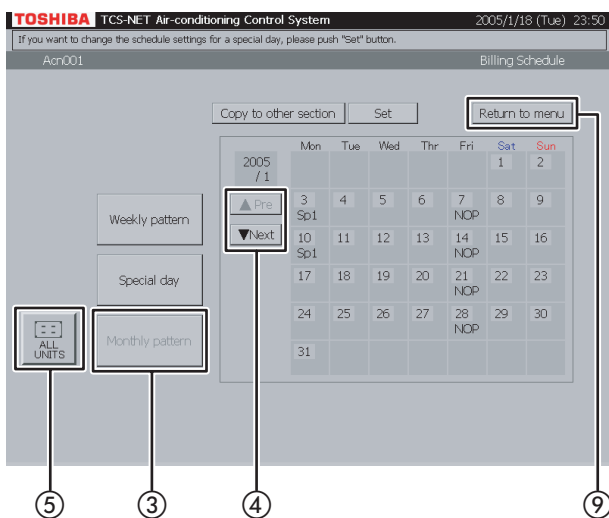 TOSHIBA TCS-NET Air-conditioning Control System 2005/1/18 (Tue) 23:50
If you want to change the schedule settings for a special day, please push "Set" button.
Acn001 Billing Schedule
Copy to other section Set Return to menu
Mon Tue Wed Thr Fri Sat Sun
2005 / 1
1 2
▲ Pre
3 4 5 6 7 8 9
Sp1 NOP
Weekly pattern
▼Next
10 11 12 13 14 15 16
Sp1 NOP
Special day
17 18 19 20 21 22 23
NOP
24 25 26 27 28 29 30
NOP
ALL UNITS
Monthly pattern
31
⑤ ③ ④ ⑨